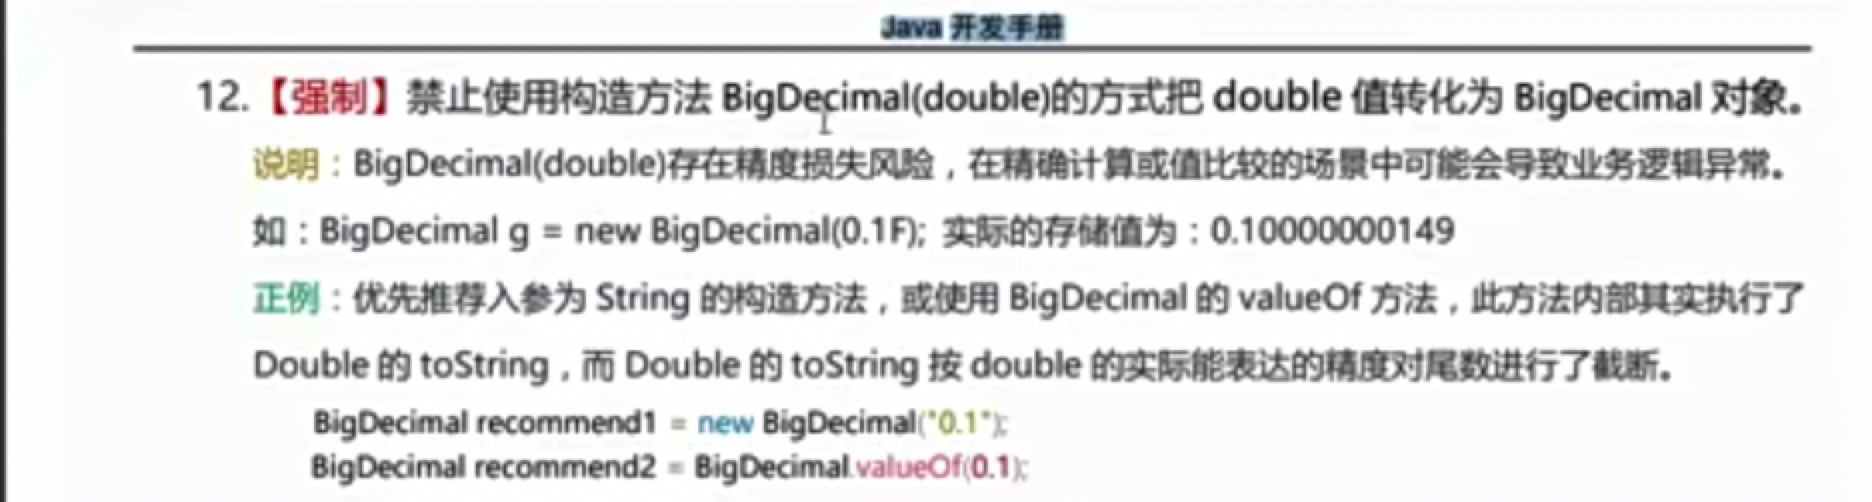 Java 开发手册
12.【强制】禁止使用构造方法 BigDecimal(double)的方式把 double 值转化为 BigDecimal 对象。
说明：BigDecimal(double)存在精度损失风险，在精确计算或值比较的场景中可能会导致业务逻辑异常。
如：BigDecimal g = new BigDecimal(0.1F); 实际的存储值为：0.10000000149
正例：优先推荐入参为 String 的构造方法，或使用 BigDecimal 的 valueOf 方法，此方法内部其实执行了
Double 的 toString，而 Double 的 toString 按 double 的实际能表达的精度对尾数进行了截断。
BigDecimal recommend1 = new BigDecimal("0.1");
BigDecimal recommend2 = BigDecimal.valueOf(0.1);